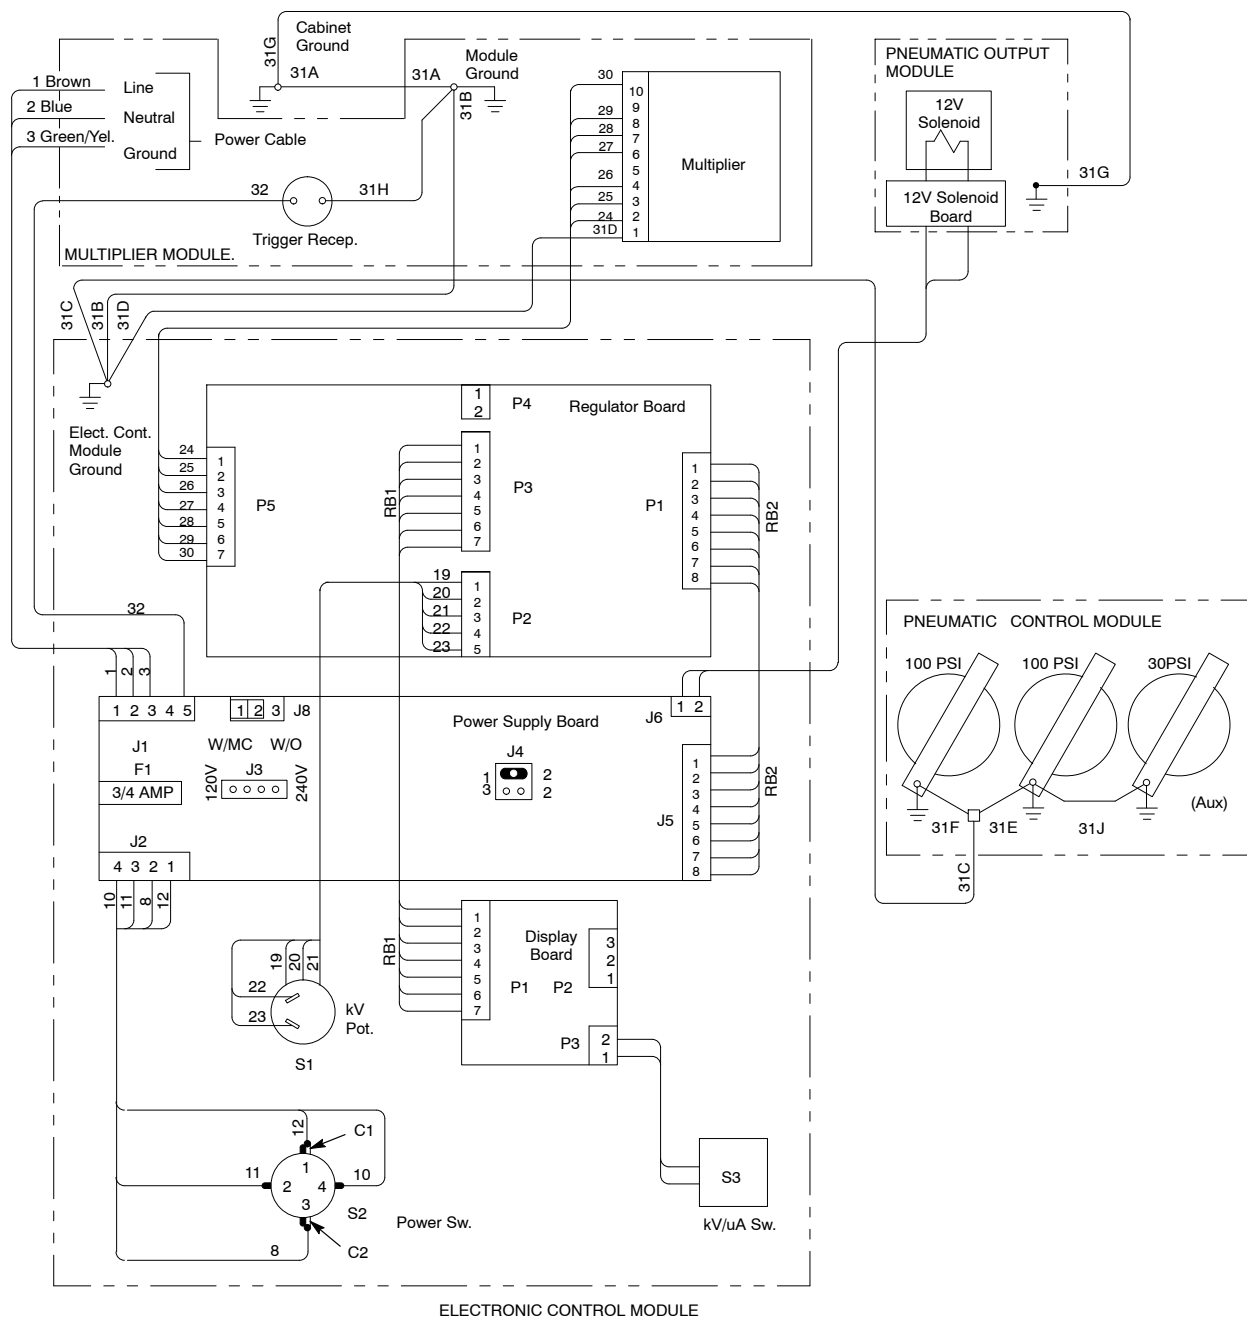 31G
Cabinet
Ground
31A
31A
Module
Ground
31B
1 Brown
2 Blue
3 Green/Yel.
Line
Neutral
Ground
Power Cable
32
31H
Trigger Recep.
MULTIPLIER MODULE.
30
29
28
27
26
25
24
31D
10
9
8
7
6
5
4
3
2
1
Multiplier
PNEUMATIC OUTPUT
MODULE
12V
Solenoid
12V Solenoid
Board
31G
31C
31B
31D
Elect. Cont.
Module
Ground
1
2
P4
Regulator Board
24
25
26
27
28
29
30
1
2
3
4
5
6
7
P5
RB1
1
2
3
4
5
6
7
P3
P1
1
2
3
4
5
6
7
8
RB2
19
20
21
22
23
1
2
3
4
5
P2
32
1
2
3
1 2 3 4 5
J1
F1
3/4 AMP
1 2 3 J8
W/MC W/O
120V
J3
240V
Power Supply Board
J4
1 2
3 2
J6
1 2
J5
1
2
3
4
5
6
7
8
RB2
J2
4 3 2 1
10
11
8
12
PNEUMATIC CONTROL MODULE
100 PSI
100 PSI
30PSI
(Aux)
31F
31E
31J
31C
19
20
21
22
23
kV
Pot.
S1
RB1
1
2
3
4
5
6
7
Display
Board
P1
P2
3
2
1
P3
2
1
12
C1
11
10
1
2
4
3
S2
Power Sw.
8
C2
S3
kV/uA Sw.
ELECTRONIC CONTROL MODULE